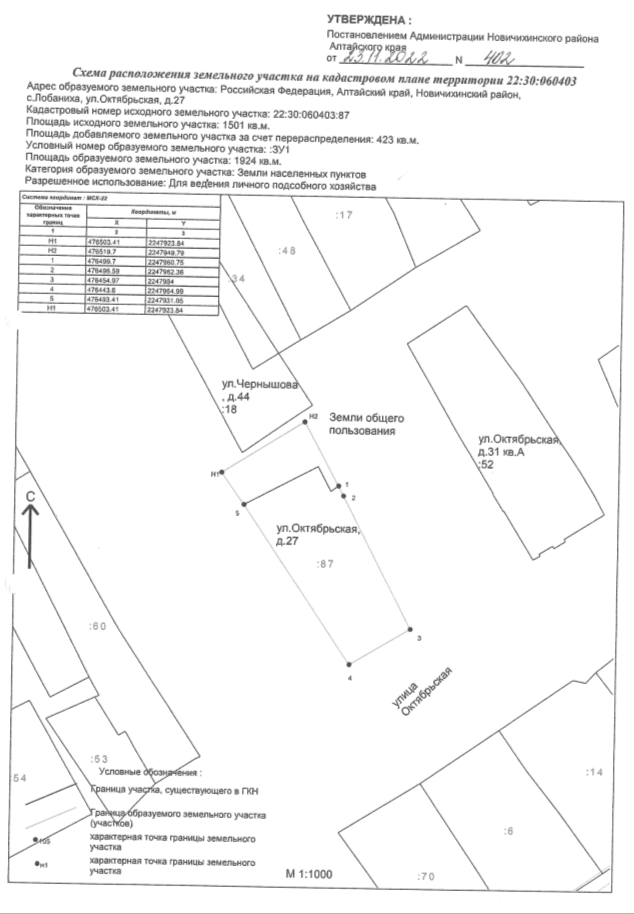 УТВЕРЖДЕНА :
Постановлением Администрации Новичихинского района
Алтайского края
от 23.11.2022 N 402
Схема расположения земельного участка на кадастровом плане территории 22:30:060403
Адрес образуемого земельного участка: Российская Федерация, Алтайский край, Новичихинский район,
с.Лобаниха, ул.Октябрьская, д.27
Кадастровый номер исходного земельного участка: 22:30:060403:87
Площадь исходного земельного участка: 1501 кв.м.
Площадь добавляемого земельного участка за счет перераспределения: 423 кв.м.
Условный номер образуемого земельного участка: :ЗУ1
Площадь образуемого земельного участка: 1924 кв.м.
Категория образуемого земельного участка: Земли населенных пунктов
Разрешенное использование: Для ведения личного подсобного хозяйства
Система координат : МСК-22
Обозначение характерных точек границ Координаты, м
X Y
1 2 3
Н1 476503.41 2247923.84
Н2 476519.7 2247949.79
1 476499.7 2247960.75
2 476496.59 2247962.36
3 476454.97 2247984
4 476443.6 2247964.99
5 476493.41 2247931.05
Н1 476503.41 2247923.84
:17
:48
:34
ул.Чернышова
, д.44
:18
Н2
Земли общего
пользования
ул.Октябрьская,
д.31 кв.А
:52
Н1
1
2
5
С
ул.Октябрьская,
д.27
:87
:60
3
4
улица
Октябрьская
:53
:54
:14
:6
:70
Условные обозначения :
Граница участка, существующего в ГКН
Граница образуемого земельного участка
(участков)
характерная точка границы земельного
участка
н1
характерная точка границы земельного
участка
М 1:1000